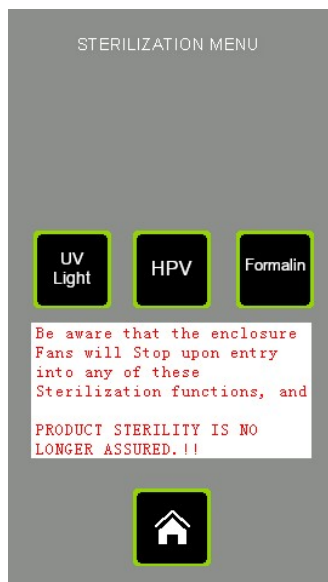 STERILIZATION MENU
UV
Light
HPV
Formalin
Be aware that the enclosure
Fans will Stop upon entry
into any of these
Sterilization functions, and
PRODUCT STERILITY IS NO
LONGER ASSURED.!!